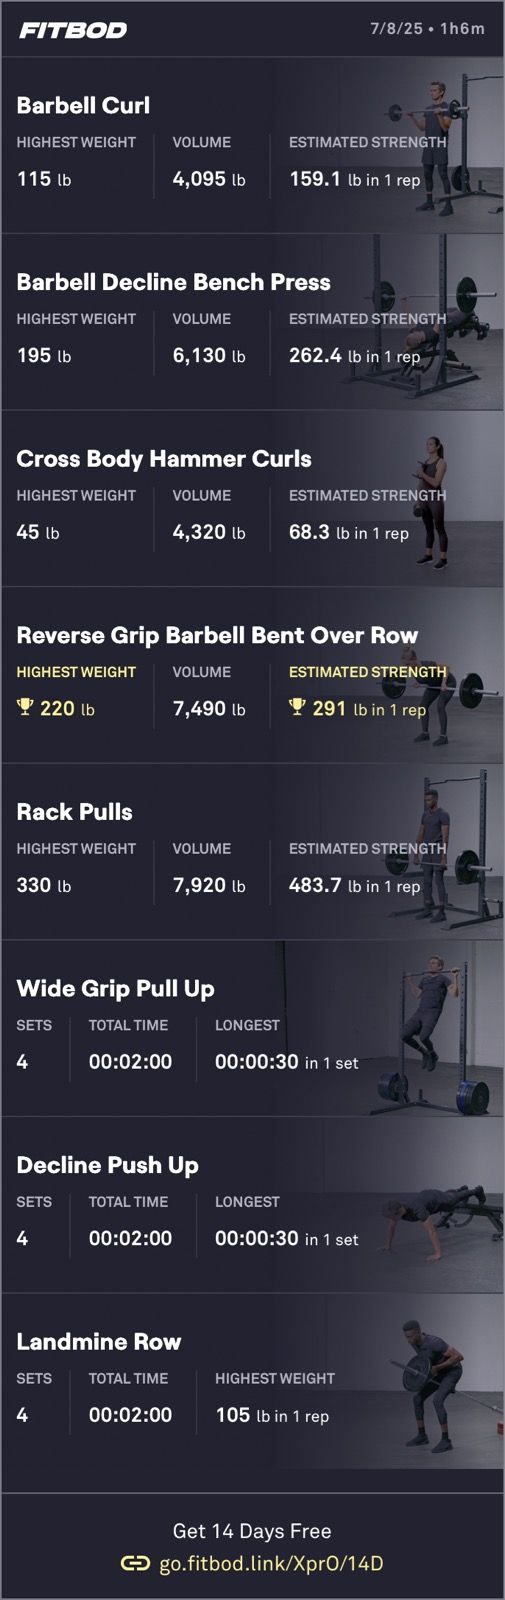 FITBOD
7/8/25 • 1h6m
Barbell Curl
HIGHEST WEIGHT VOLUME ESTIMATED STRENGTH
115 lb 4,095 lb 159.1 lb in 1 rep
Barbell Decline Bench Press
HIGHEST WEIGHT VOLUME ESTIMATED STRENGTH
195 lb 6,130 lb 262.4 lb in 1 rep
Cross Body Hammer Curls
HIGHEST WEIGHT VOLUME ESTIMATED STRENGTH
45 lb 4,320 lb 68.3 lb in 1 rep
Reverse Grip Barbell Bent Over Row
HIGHEST WEIGHT VOLUME ESTIMATED STRENGTH
220 lb 7,490 lb 291 lb in 1 rep
Rack Pulls
HIGHEST WEIGHT VOLUME ESTIMATED STRENGTH
330 lb 7,920 lb 483.7 lb in 1 rep
Wide Grip Pull Up
SETS TOTAL TIME LONGEST
4 00:02:00 00:00:30 in 1 set
Decline Push Up
SETS TOTAL TIME LONGEST
4 00:02:00 00:00:30 in 1 set
Landmine Row
SETS TOTAL TIME HIGHEST WEIGHT
4 00:02:00 105 lb in 1 rep
Get 14 Days Free
go.fitbod.link/XprO/14D